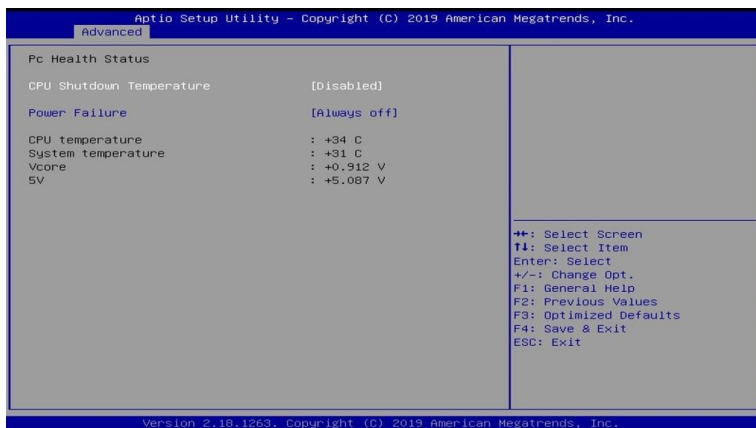 Aptio Setup Utility – Copyright (C) 2019 American Megatrends, Inc.
Advanced
Pc Health Status
CPU Shutdown Temperature [Disabled]
Power Failure [Always off]
CPU temperature : +34 C
System temperature : +31 C
Vcore : +0.912 V
5V : +5.087 V
→←: Select Screen
↑↓: Select Item
Enter: Select
+/-: Change Opt.
F1: General Help
F2: Previous Values
F3: Optimized Defaults
F4: Save & Exit
ESC: Exit
Version 2.18.1263. Copyright (C) 2019 American Megatrends, Inc.